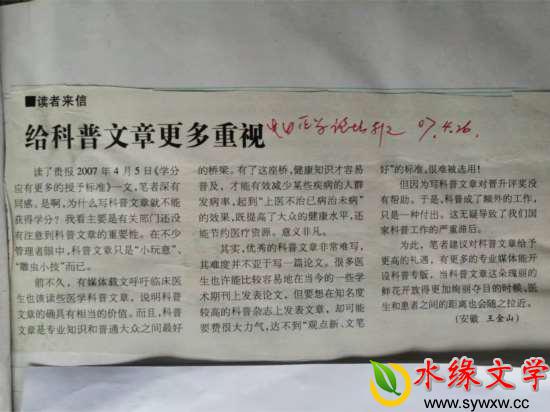 ■读者来信
给科普文章更多重视
中国医学论坛报 07.4.26.
读了贵报2007年4月5日《学分
应有更多的授予标准》一文，笔者深有
同感。是啊，为什么写科普文章就不能
获得学分？我看主要是有关部门还没
有注意到科普文章的重要性。在不少
管理者眼中，科普文章只是“小玩意”、
“雕虫小技”而已。
前不久，有媒体载文呼吁临床医
生也该读些医学科普文章，说明科普
文章的确具有相当的价值。而且，科普
文章是专业知识和普通大众之间最好
的桥梁。有了这座桥，健康知识才容易
普及，才能有效减少某些疾病的人群
发病率，起到“上医不治已病治未病”
的效果，既提高了大众的健康水平，还
能节约医疗资源。意义非凡。
其实，优秀的科普文章非常难写，
其难度并不亚于写一篇论文。很多医
生也许能比较容易地在当今的一些学
术期刊上发表论文，但要想在知名度
较高的科普杂志上发表文章，却可能
要费很大力气，达不到“观点新、文笔
好”的标准，很难被选用！
但因为写科普文章对晋升评奖没
有帮助。于是，科普成了额外的工作，
只是一种付出。这无疑导致了我们国
家科普工作的严重滞后。
为此，笔者建议对科普文章给予
更高的礼遇，有更多的专业媒体能开
设科普专版，当科普文章这朵瑰丽的
鲜花开放得更加绚丽夺目的时候，医
生和患者之间的距离也会随之拉近。
（安徽 王金山）
水缘文学
www.sywxw.cc